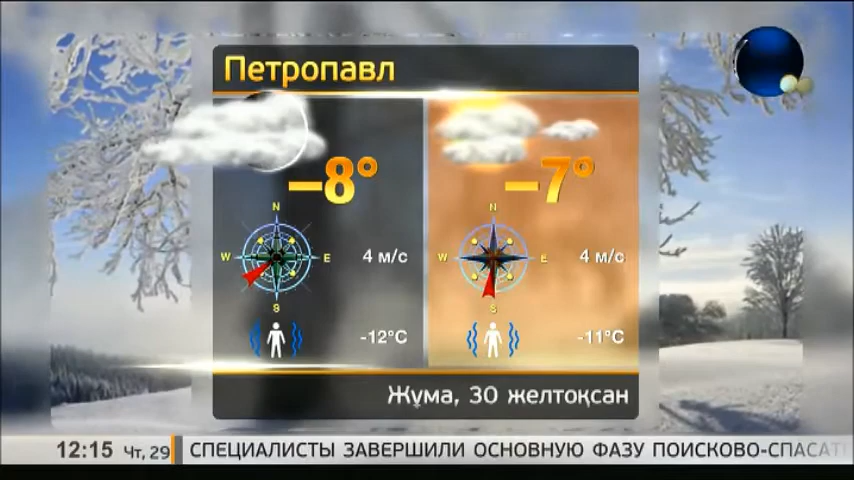 Петропавл
–8°
–7°
N
W
E
S
4 м/с
N
W
E
S
4 м/с
-12°C
-11°C
Жұма, 30 желтоқсан
12:15 Чт, 29
СПЕЦИАЛИСТЫ ЗАВЕРШИЛИ ОСНОВНУЮ ФАЗУ ПОИСКОВО-СПАСАТ